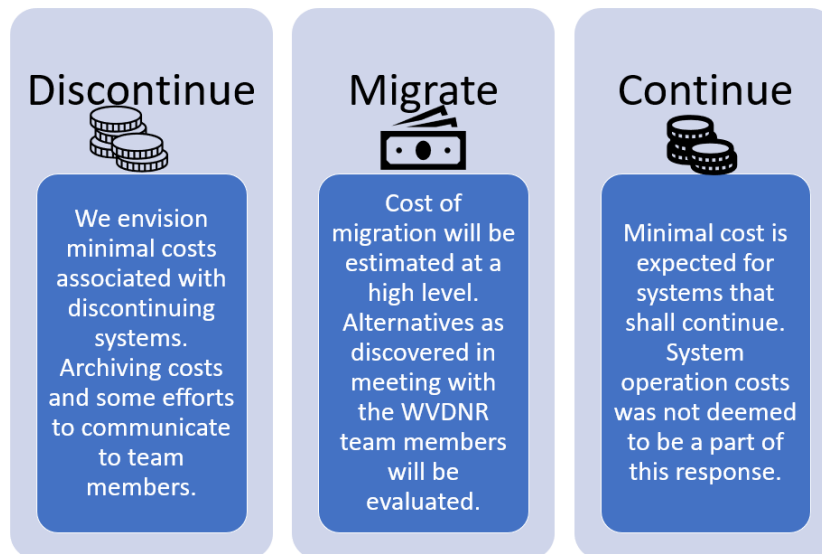 Discontinue
We envision
minimal costs
associated with
discontinuing
systems.
Archiving costs
and some efforts
to communicate
to team
members.
Migrate
Cost of
migration will be
estimated at a
high level.
Alternatives as
discovered in
meeting with
the WVDNR
team members
will be
evaluated.
Continue
Minimal cost is
expected for
systems that
shall continue.
System
operation costs
was not deemed
to be a part of
this response.